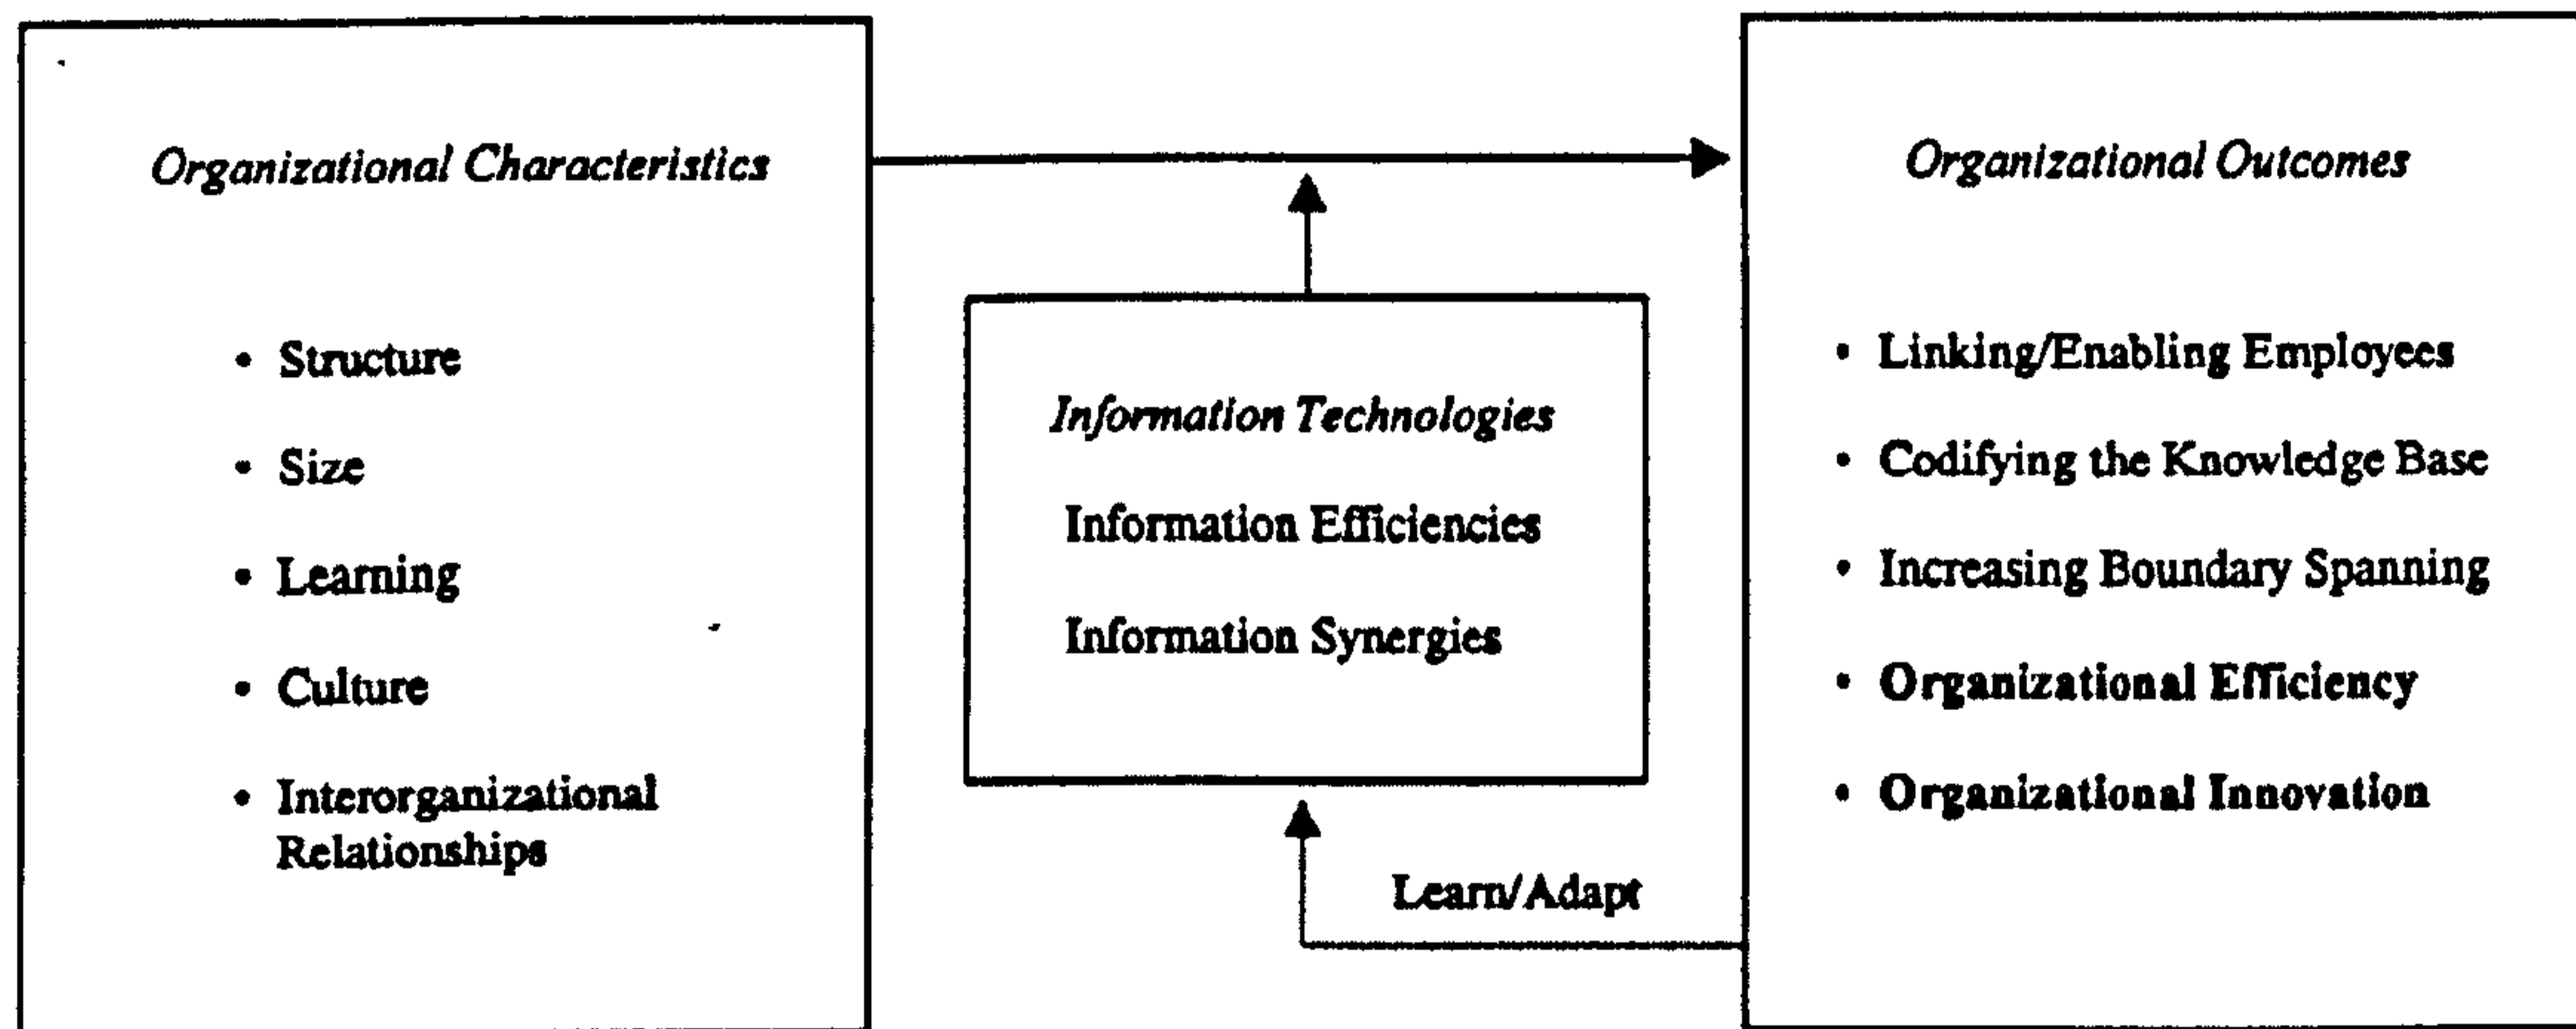 Organizational Characteristics
• Structure
• Size
• Learning
• Culture
• Interorganizational
Relationships
Information Technologies
Information Efficiencies
Information Synergies
Learn/Adapt
Organizational Outcomes
• Linking/Enabling Employees
• Codifying the Knowledge Base
• Increasing Boundary Spanning
• Organizational Efficiency
• Organizational Innovation